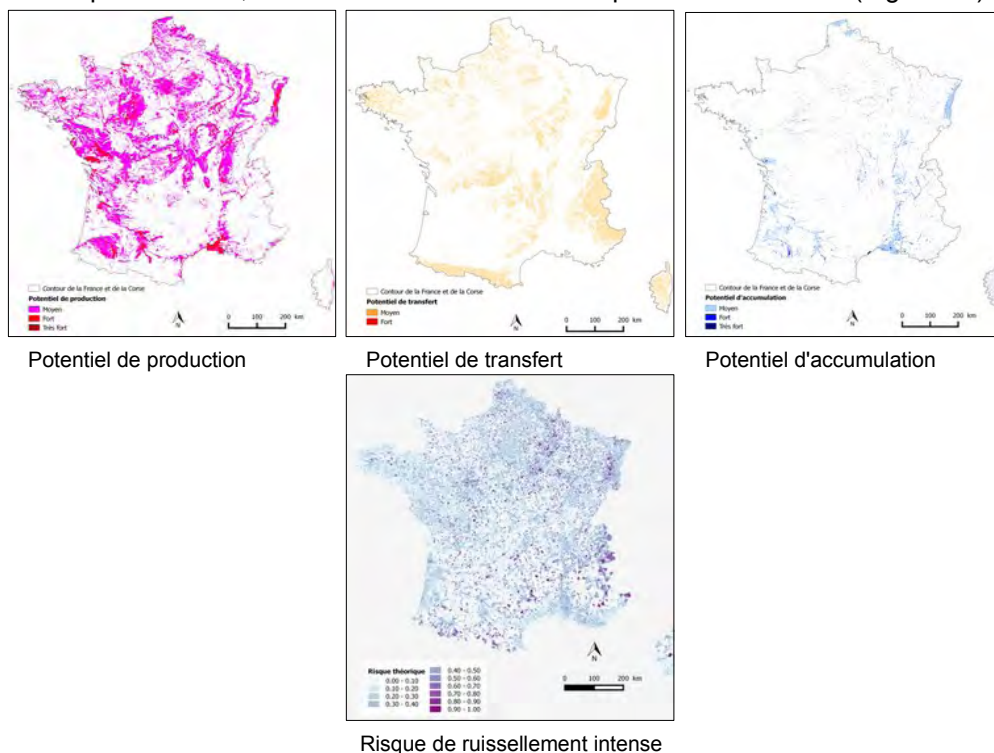 Contour de la France et de la Corse
Potentiel de production
Moyen
Fort
Très fort
N
0 100 200 km
Contour de la France et de la Corse
Potentiel de transfert
Moyen
Fort
N
0 100 200 km
Contour de la France et de la Corse
Potentiel d'accumulation
Moyen
Fort
Très fort
N
0 100 200 km
Potentiel de production
Potentiel de transfert
Potentiel d'accumulation
Risque théorique
0.00 - 0.10
0.10 - 0.20
0.20 - 0.30
0.30 - 0.40
0.40 - 0.50
0.50 - 0.60
0.60 - 0.70
0.70 - 0.80
0.80 - 0.90
0.90 - 1.00
N
0 100 200 km
Risque de ruissellement intense